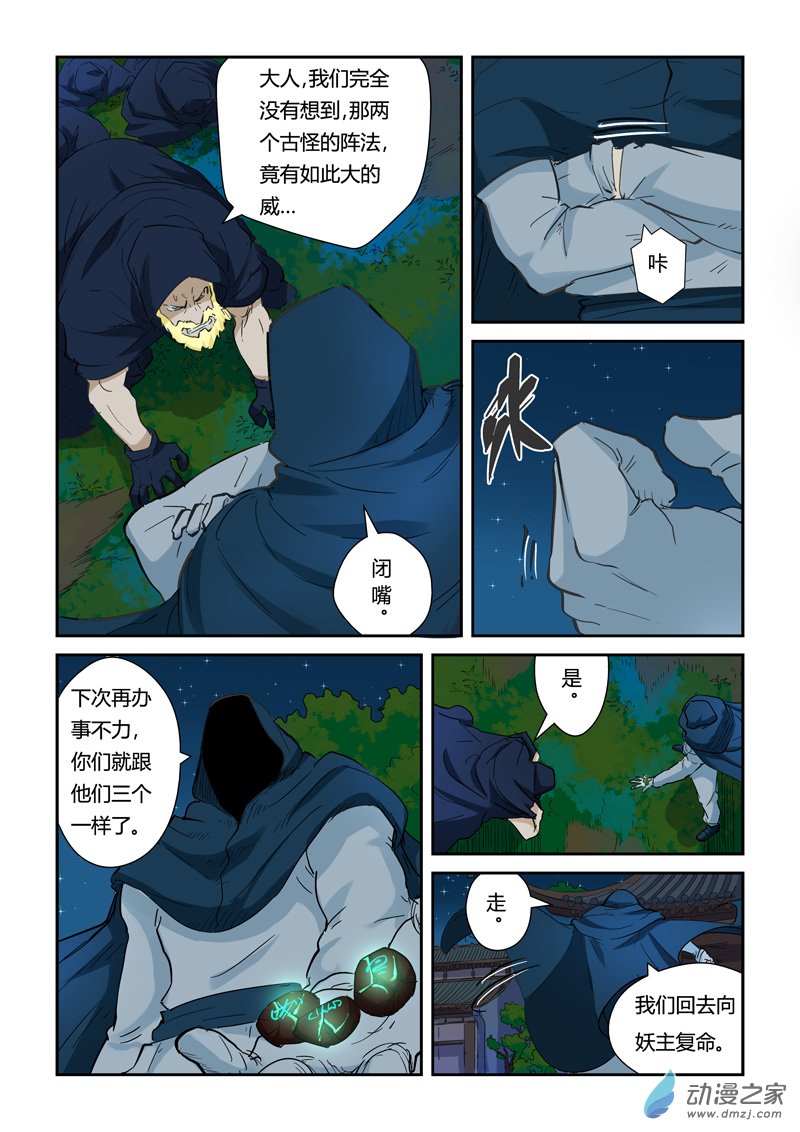 大人，我们完全
没有想到，那两
个古怪的阵法，
竟有如此大的
威…
闭
嘴。
咔
下次再办
事不力，
你们就跟
他们三个
一样了。
是。
走。
我们回去向
妖主复命。
动漫之家
www.dmzj.com